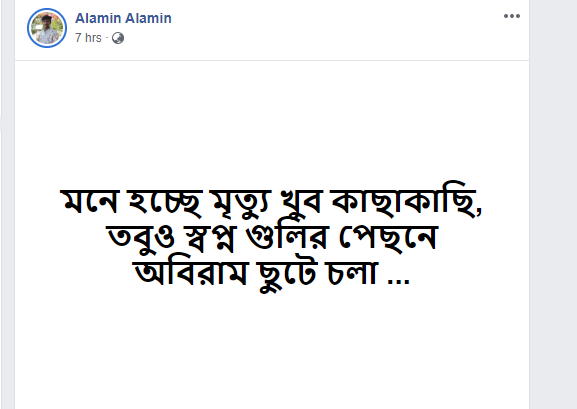 Alamin Alamin
7 hrs ·
মনে হচ্ছে মৃত্যু খুব কাছাকাছি,
তবুও স্বপ্ন গুলির পেছনে
অবিরাম ছুটে চলা ...